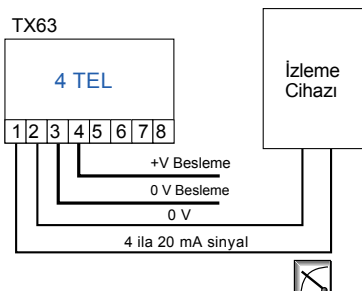 TX63
4 TEL
İzleme
Cihazı
1 2 3 4 5 6 7 8
+V Besleme
0 V Besleme
0 V
4 ila 20 mA sinyal